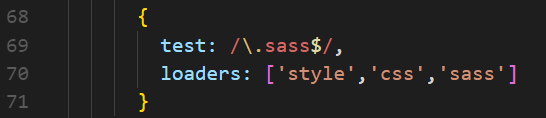 68 {
69 test: /\.sass$/,
70 loaders: ['style','css','sass']
71 }